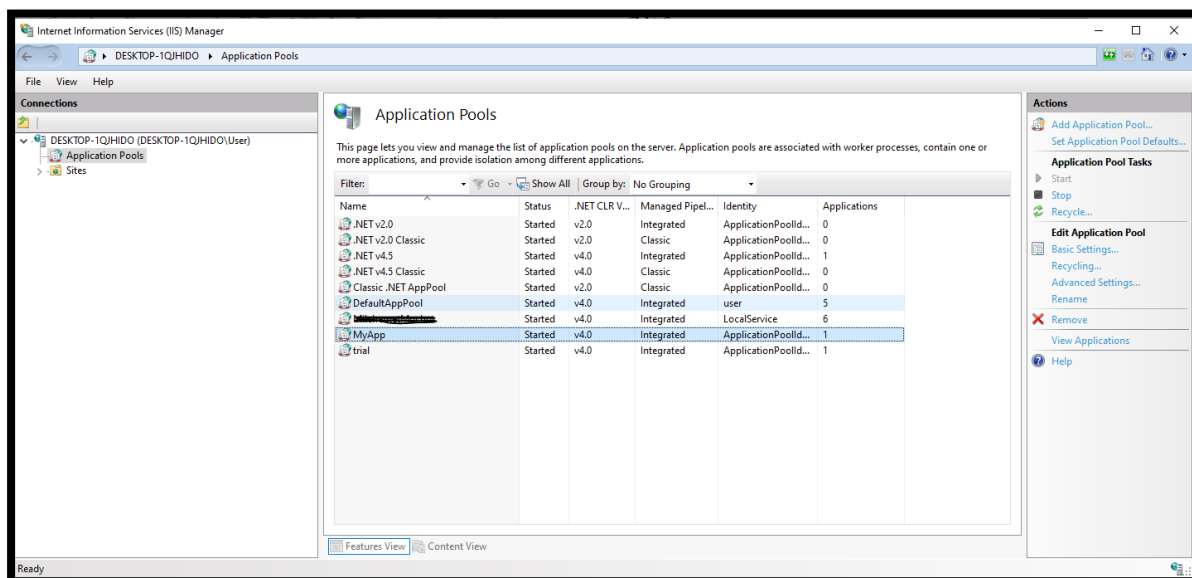 Internet Information Services (IIS) Manager
DESKTOP-1QJHIDO Application Pools
File View Help
Connections
DESKTOP-1QJHIDO (DESKTOP-1QJHIDO\User)
Application Pools
Sites
Application Pools
This page lets you view and manage the list of application pools on the server. Application pools are associated with worker processes, contain one or
more applications, and provide isolation among different applications.
Filter: Go Show All Group by: No Grouping
Name Status .NET CLR V... Managed Pipel... Identity Applications
.NET v2.0 Started v2.0 Integrated ApplicationPoolId... 0
.NET v2.0 Classic Started v2.0 Classic ApplicationPoolId... 0
.NET v4.5 Started v4.0 Integrated ApplicationPoolId... 1
.NET v4.5 Classic Started v4.0 Classic ApplicationPoolId... 0
Classic .NET AppPool Started v2.0 Classic ApplicationPoolId... 0
DefaultAppPool Started v4.0 Integrated user 5
Started v4.0 Integrated LocalService 6
MyApp Started v4.0 Integrated ApplicationPoolId... 1
trial Started v4.0 Integrated ApplicationPoolId... 1
Features View Content View
Actions
Add Application Pool...
Set Application Pool Defaults...
Application Pool Tasks
Start
Stop
Recycle...
Edit Application Pool
Basic Settings...
Recycling...
Advanced Settings...
Rename
Remove
View Applications
Help
Ready